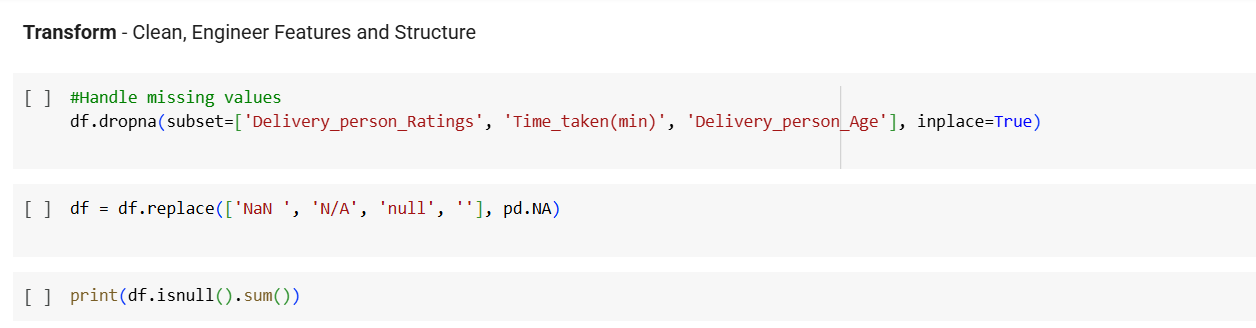 Transform - Clean, Engineer Features and Structure
[ ] #Handle missing values
df.dropna(subset=['Delivery_person_Ratings', 'Time_taken(min)', 'Delivery_person_Age'], inplace=True)
[ ] df = df.replace(['NaN ', 'N/A', 'null', ''], pd.NA)
[ ] print(df.isnull().sum())